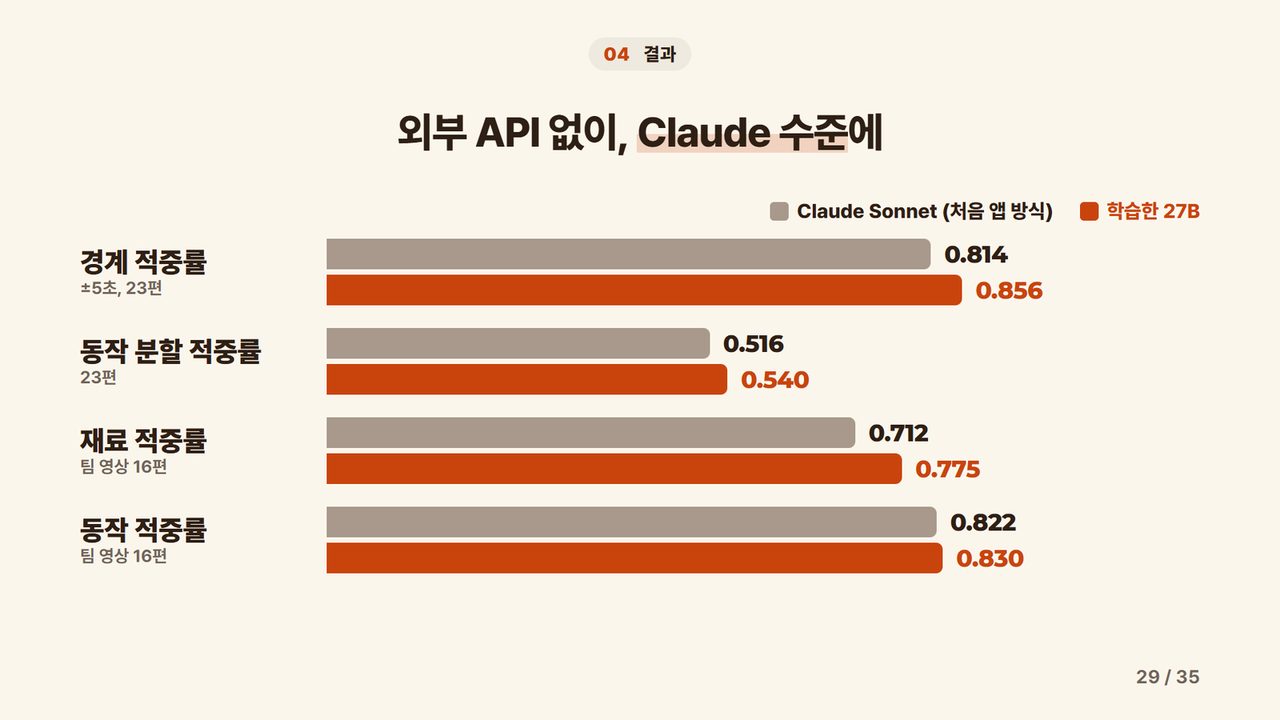 04 결과
외부 API 없이, Claude 수준에
Claude Sonnet (처음 앱 방식) 학습한 27B
경계 적중률
±5초, 23편
0.814
0.856
동작 분할 적중률
23편
0.516
0.540
재료 적중률
팀 영상 16편
0.712
0.775
동작 적중률
팀 영상 16편
0.822
0.830
29 / 35